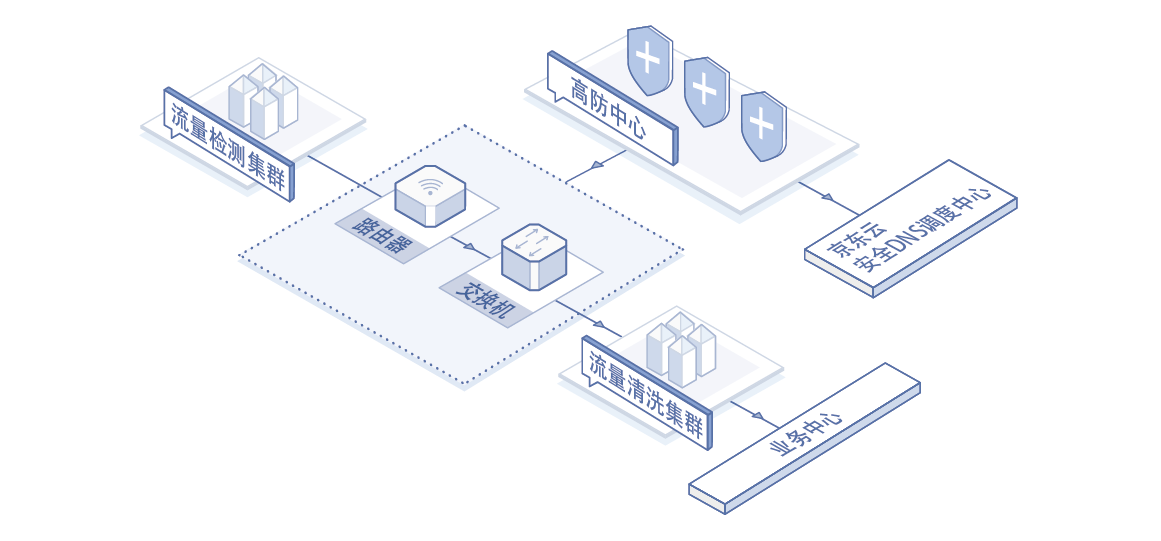 流量检测集群
高防中心
路由器
交换机
京东云
安全DNS调度中心
流量清洗集群
业务中心